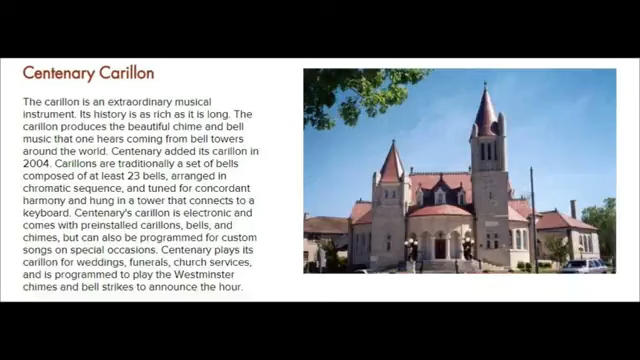 Centenary Carillon
The carillon is an extraordinary musical
instrument. Its history is as rich as it is long. The
carillon produces the beautiful chime and bell
music that one hears coming from bell towers
around the world. Centenary added its carillon in
2004. Carillons are traditionally a set of bells
composed of at least 23 bells, arranged in
chromatic sequence, and tuned for concordant
harmony and hung in a tower that connects to a
keyboard. Centenary's carillon is electronic and
comes with preinstalled carillons, bells, and
chimes, but can also be programmed for custom
songs on special occasions. Centenary plays its
carillon for weddings, funerals, church services,
and is programmed to play the Westminster
chimes and bell strikes to announce the hour.